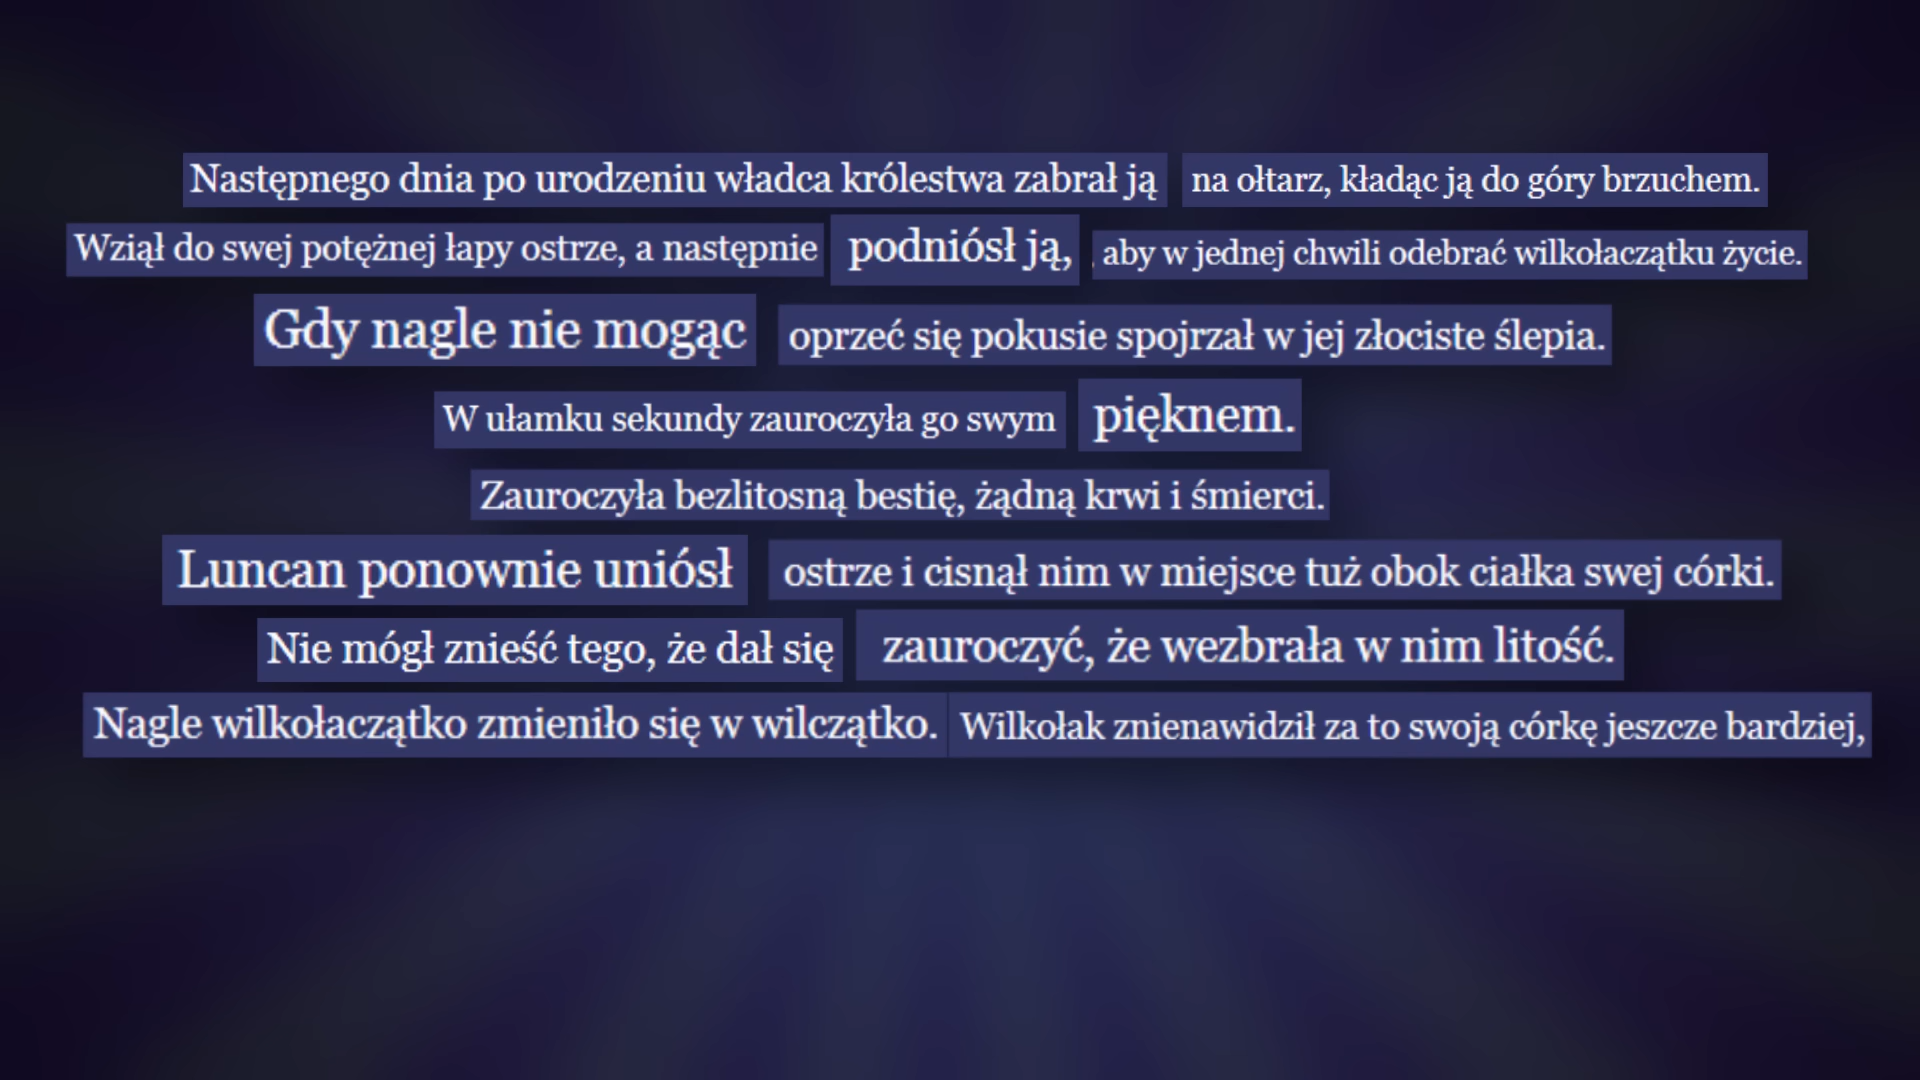 Następnego dnia po urodzeniu władca królestwa zabrał ją na ołtarz, kładąc ją do góry brzuchem.
Wziął do swej potężnej łapy ostrze, a następnie podniósł ją, aby w jednej chwili odebrać wilkołaczątku życie.
Gdy nagle nie mogąc oprzeć się pokusie spojrzał w jej złociste ślepia.
W ułamku sekundy zauroczyła go swym pięknem.
Zauroczyła bezlitosną bestię, żądną krwi i śmierci.
Luncan ponownie uniósł ostrze i cisnął nim w miejsce tuż obok ciałka swej córki.
Nie mógł znieść tego, że dał się zauroczyć, że wezbrała w nim litość.
Nagle wilkołaczątko zmieniło się w wilczątko. Wilkołak znienawidził za to swoją córkę jeszcze bardziej,